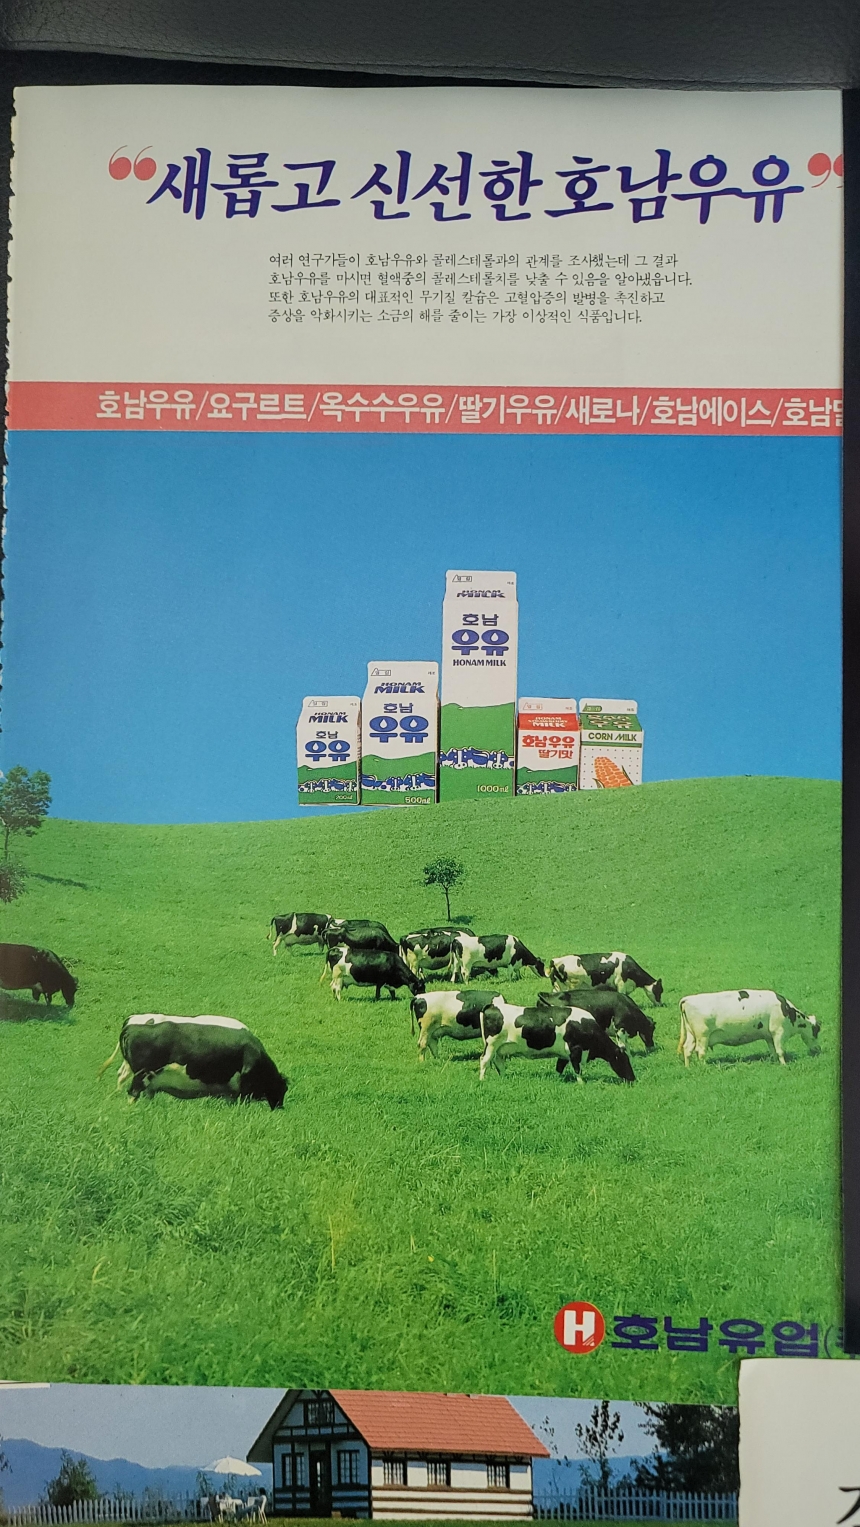 “새롭고 신선한 호남우유”
여러 연구가들이 호남우유와 콜레스테롤과의 관계를 조사했는데 그 결과
호남우유를 마시면 혈액중의 콜레스테롤치를 낮출 수 있음을 알아냈읍니다.
또한 호남우유의 대표적인 무기질 칼슘은 고혈압증의 발병을 촉진하고
증상을 악화시키는 소금의 해를 줄이는 가장 이상적인 식품입니다.
호남우유/요구르트/옥수수우유/딸기우유/새로나/호남에이스/호남
HONAM MILK
호남
우유
HONAM MILK
1000㎖
HONAM MILK
호남
우유
500㎖
HONAM MILK
호남
우유
200㎖
호남우유
딸기맛
CORN MILK
H 호남유업(